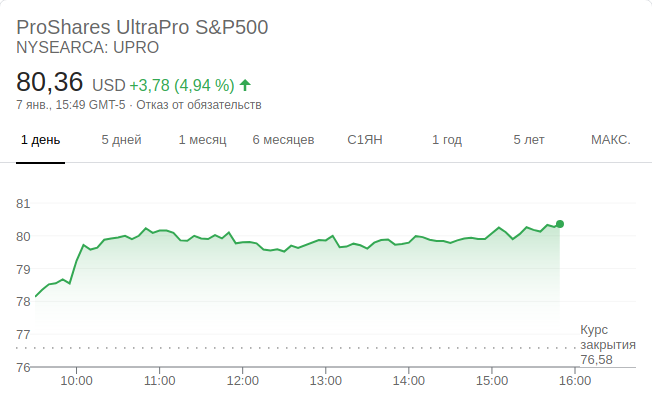 ProShares UltraPro S&P500
NYSEARCA: UPRO
80,36 USD +3,78 (4,94 %)
7 янв., 15:49 GMT-5 · Отказ от обязательств
1 день 5 дней 1 месяц 6 месяцев С1ЯН 1 год 5 лет МАКС.
81
80
79
78
77
Курс
закрытия
76,58
76
10:00 11:00 12:00 13:00 14:00 15:00 16:00